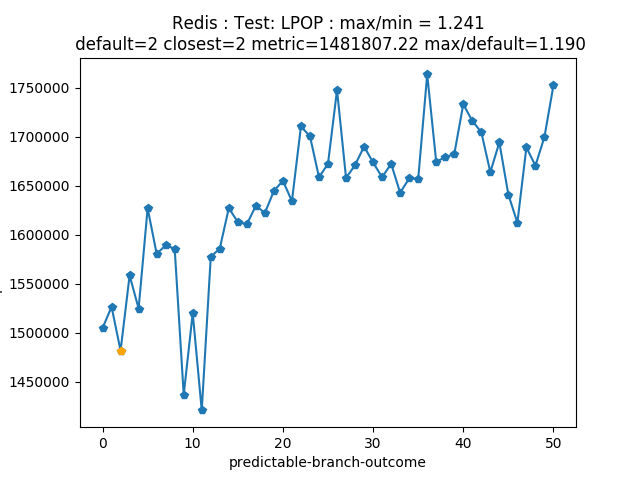 Redis : Test: LPOP : max/min = 1.241
default=2 closest=2 metric=1481807.22 max/default=1.190
1750000
1700000
1650000
1600000
1550000
1500000
1450000
0 10 20 30 40 50
predictable-branch-outcome